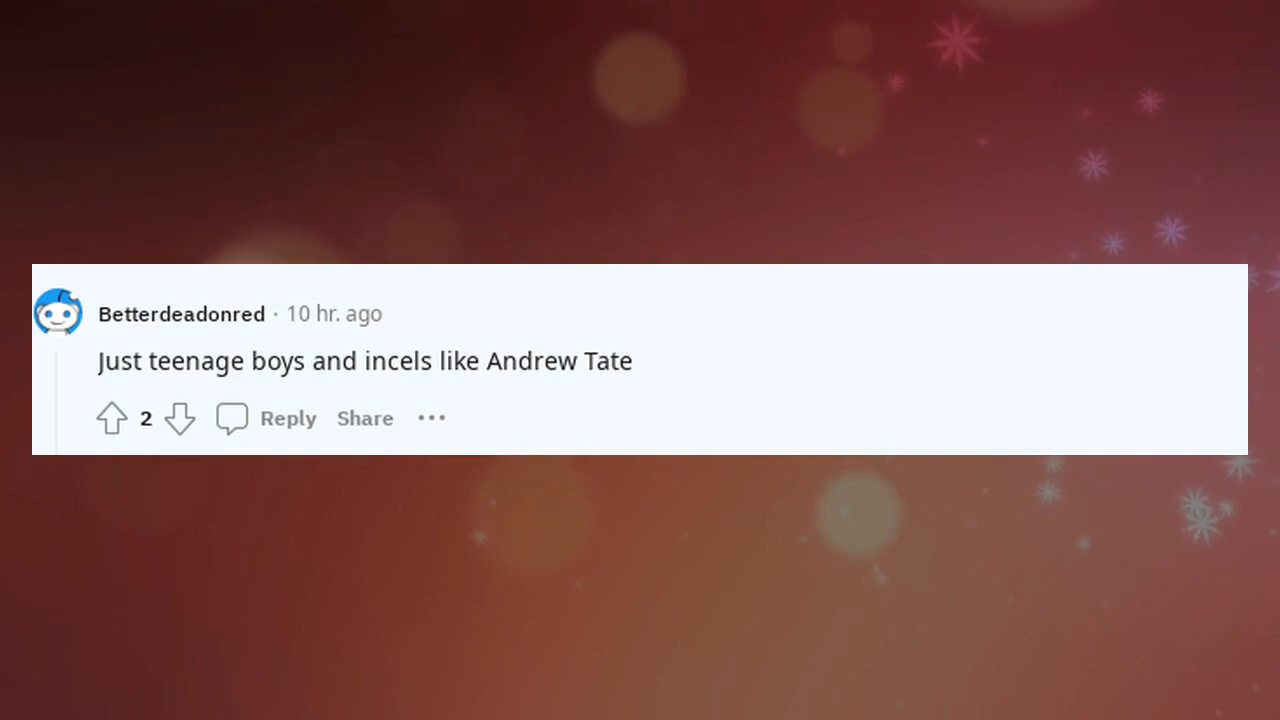 Betterdeadonred · 10 hr. ago
Just teenage boys and incels like Andrew Tate
2 Reply Share ···